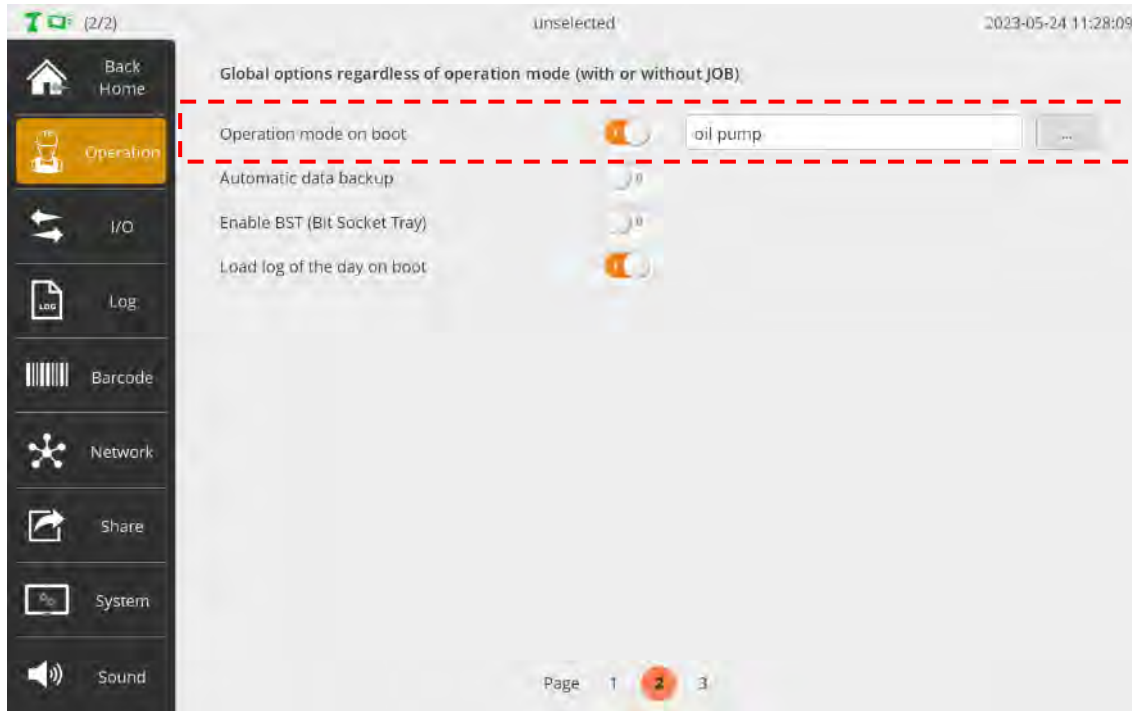 (2/2) unselected 2023-05-24 11:28:09
Back
Home
Global options regardless of operation mode (with or without JOB)
Operation
Operation mode on boot oil pump ...
Automatic data backup
I/O
Enable BST (Bit Socket Tray)
Load log of the day on boot
LOG
Log
Barcode
Network
Share
System
Sound
Page 1 2 3